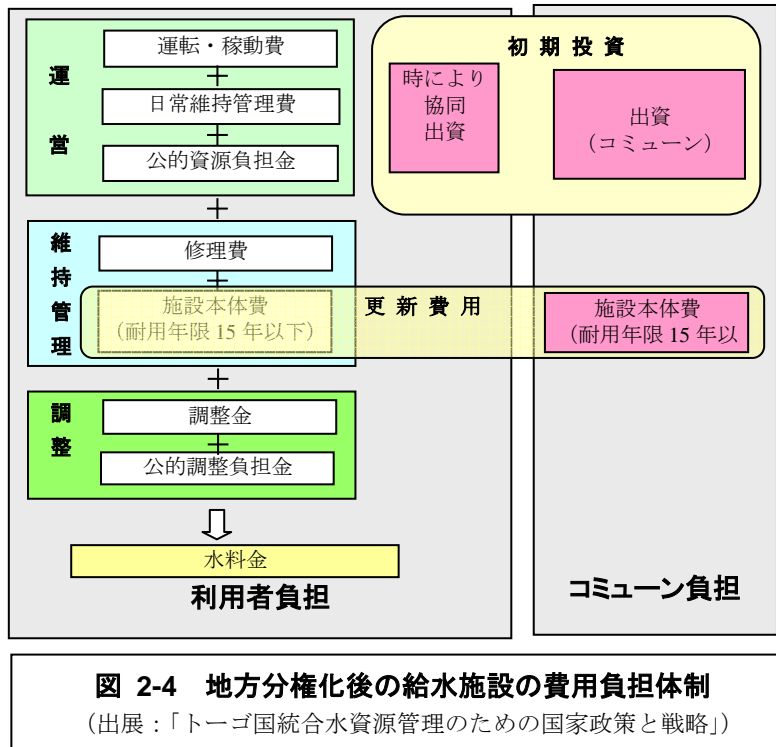 運営
運転・稼動費
+
日常維持管理費
+
公的資源負担金
+
維持管理
修理費
+
施設本体費
(耐用年限 15 年以下)
+
調整
調整金
+
公的調整負担金
水料金
利用者負担
初 期 投 資
時により
協同
出資
出資
(コミューン)
更 新 費 用
施設本体費
(耐用年限 15 年以
コミューン負担
図 2-4 地方分権化後の給水施設の費用負担体制
(出展:「トーゴ国統合水資源管理のための国家政策と戦略」)